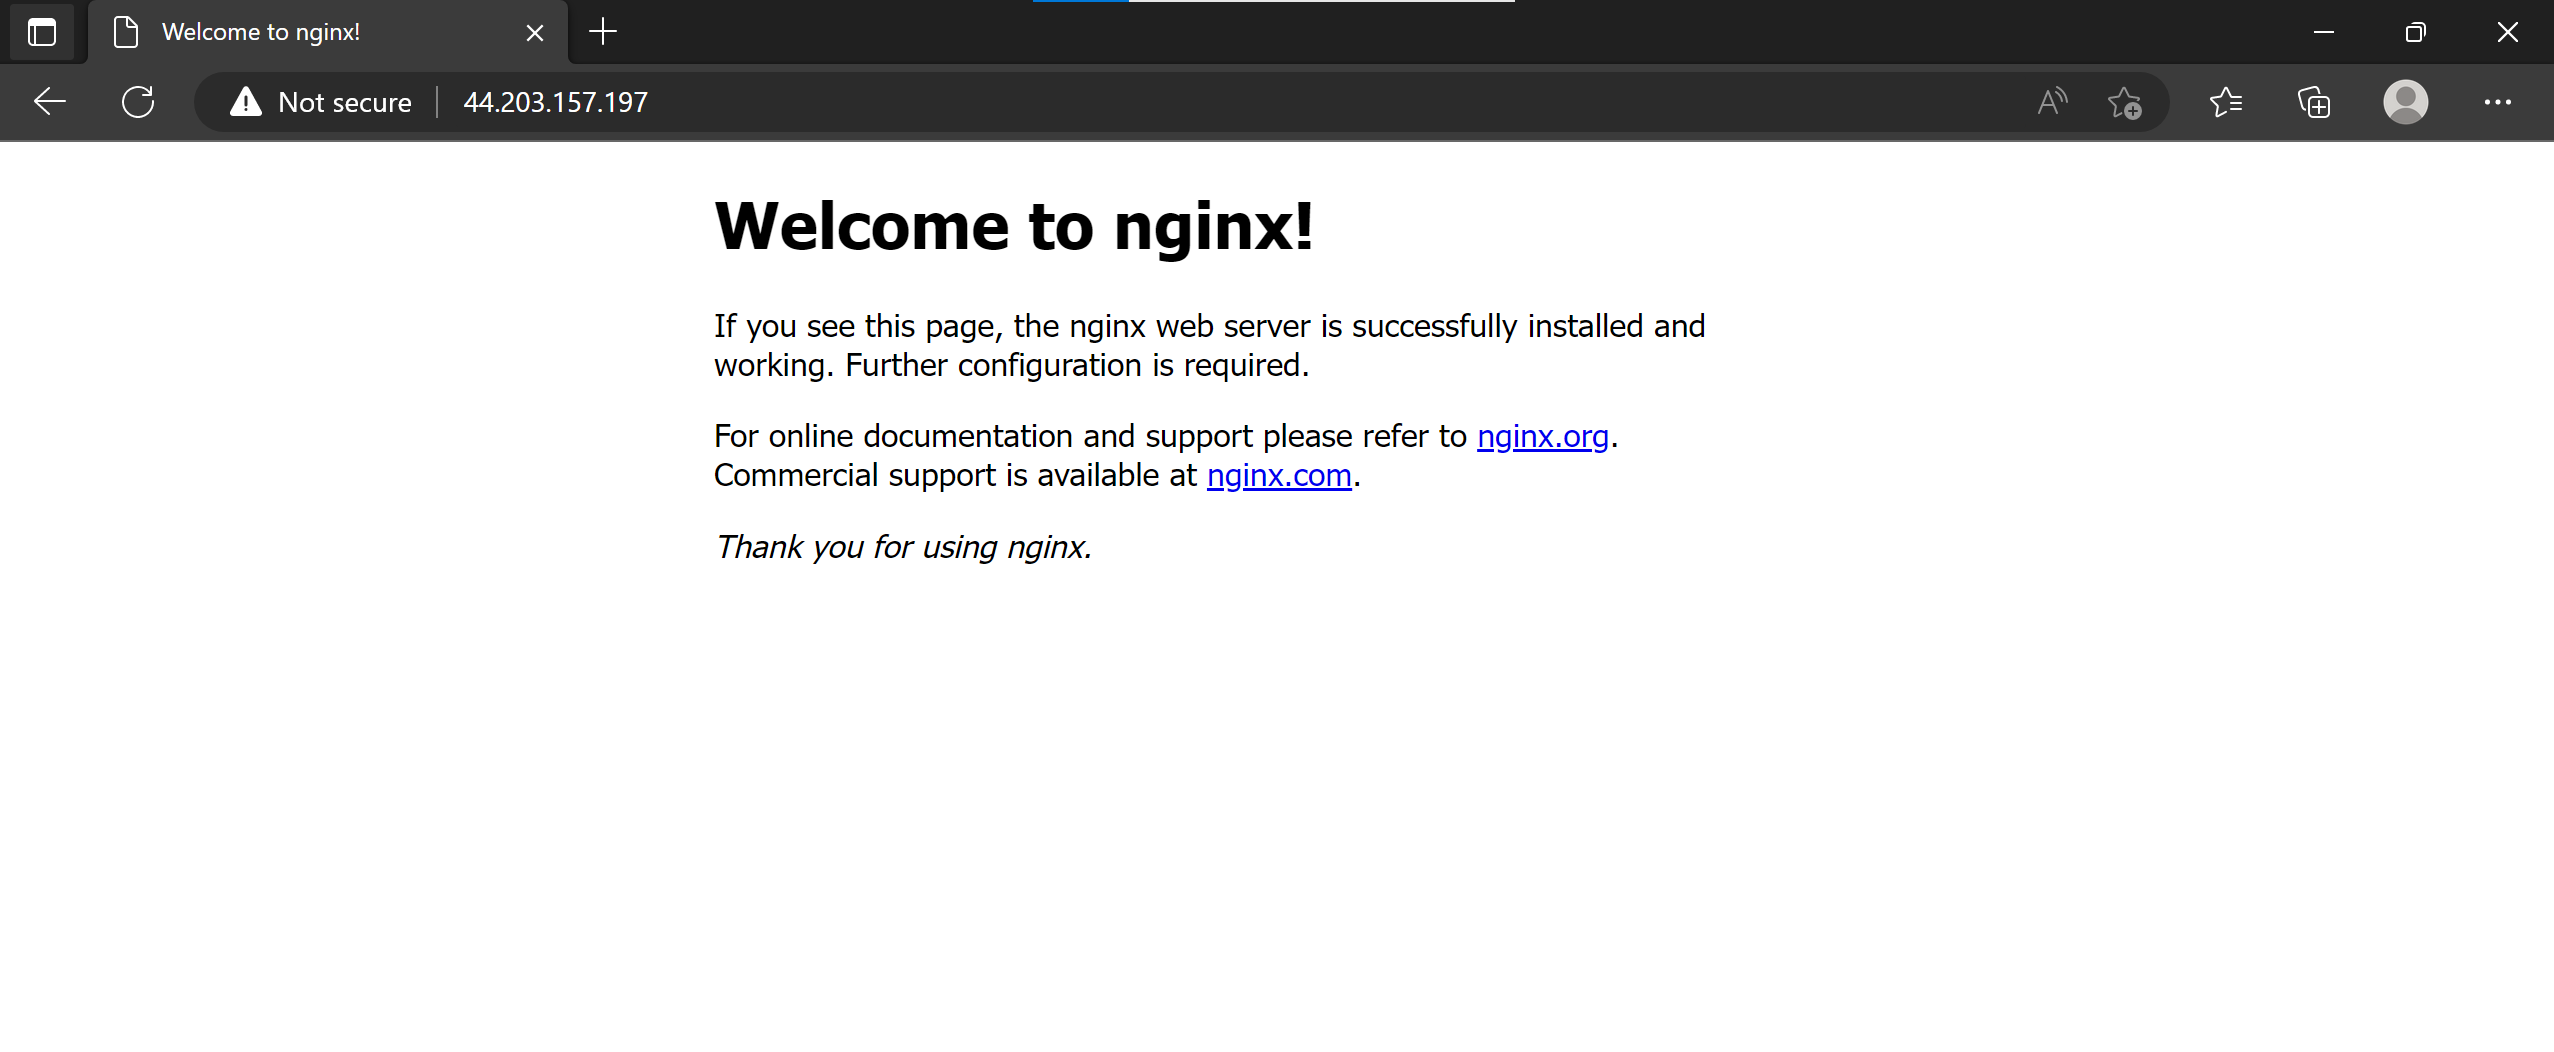 Welcome to nginx!
Not secure
44.203.157.197
Welcome to nginx!
If you see this page, the nginx web server is successfully installed and
working. Further configuration is required.
For online documentation and support please refer to nginx.org.
Commercial support is available at nginx.com.
Thank you for using nginx.